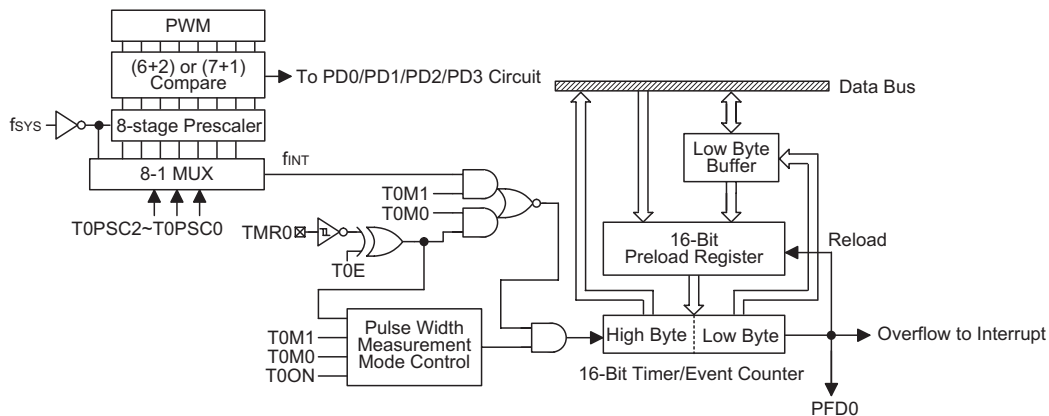 PWM
(6+2) or (7+1)
Compare
To PD0/PD1/PD2/PD3 Circuit
Data Bus
fSYS
8-stage Prescaler
Low Byte
Buffer
8-1 MUX
fINT
T0M1
T0PSC2~T0PSC0
T0M0
TMR0
T0E
16-Bit
Preload Register
Reload
Pulse Width
Measurement
Mode Control
T0M1
T0M0
T0ON
High Byte
Low Byte
Overflow to Interrupt
16-Bit Timer/Event Counter
PFD0